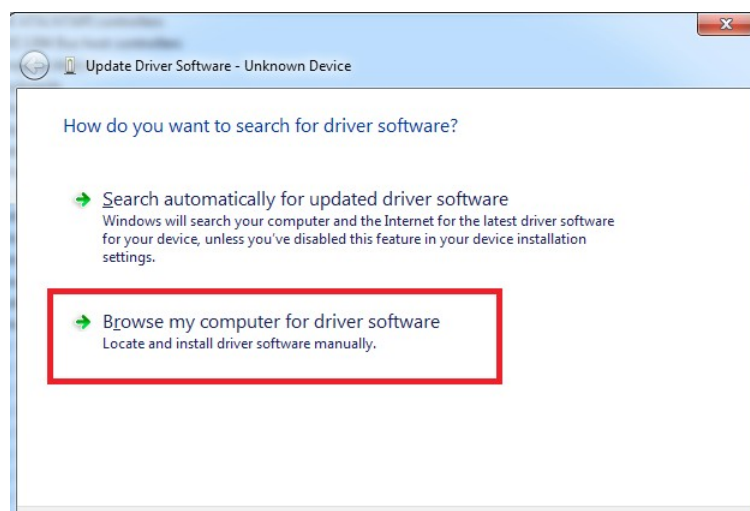 Update Driver Software - Unknown Device
How do you want to search for driver software?
Search automatically for updated driver software
Windows will search your computer and the Internet for the latest driver software
for your device, unless you've disabled this feature in your device installation
settings.
Browse my computer for driver software
Locate and install driver software manually.